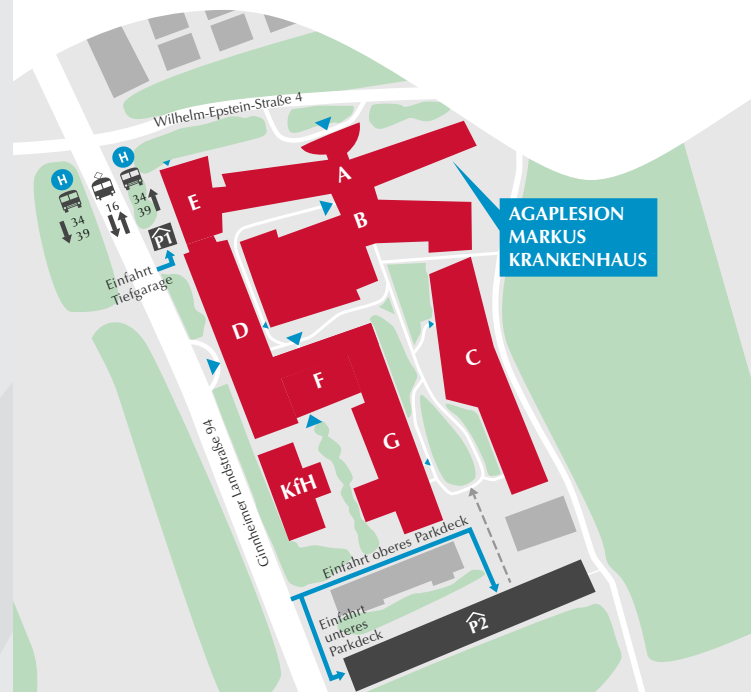 Wilhelm-Epstein-Straße 4
H
H
34
39
16
34
39
P1
Einfahrt
Tiefgarage
E
A
B
AGAPLESION
MARKUS
KRANKENHAUS
D
C
F
G
KfH
Ginnheimer Landstraße 94
Einfahrt oberes Parkdeck
Einfahrt
unteres
Parkdeck
P2